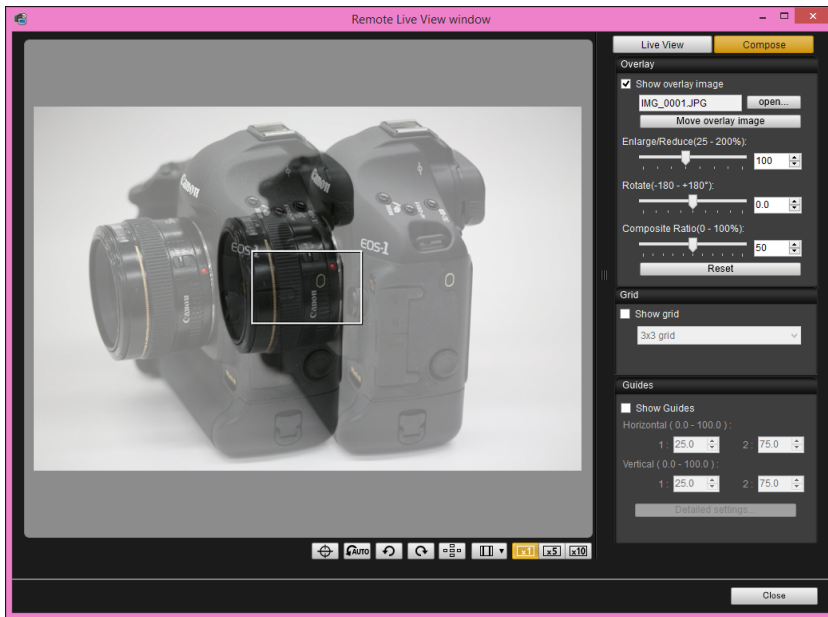 Remote Live View window
Live View
Compose
Overlay
Show overlay image
IMG_0001.JPG
open...
Move overlay image
Enlarge/Reduce(25 - 200%):
100
Rotate(-180 - +180°):
0.0
Composite Ratio(0 - 100%):
50
Reset
Grid
Show grid
3x3 grid
Guides
Show Guides
Horizontal ( 0.0 - 100.0 ) :
1 : 25.0 2 : 75.0
Vertical ( 0.0 - 100.0 ) :
1 : 25.0 2 : 75.0
Detailed settings...
Canon
Canon
EOS-1
EOS-1
Canon
Canon
AUTO
x1
x5
x10
Close